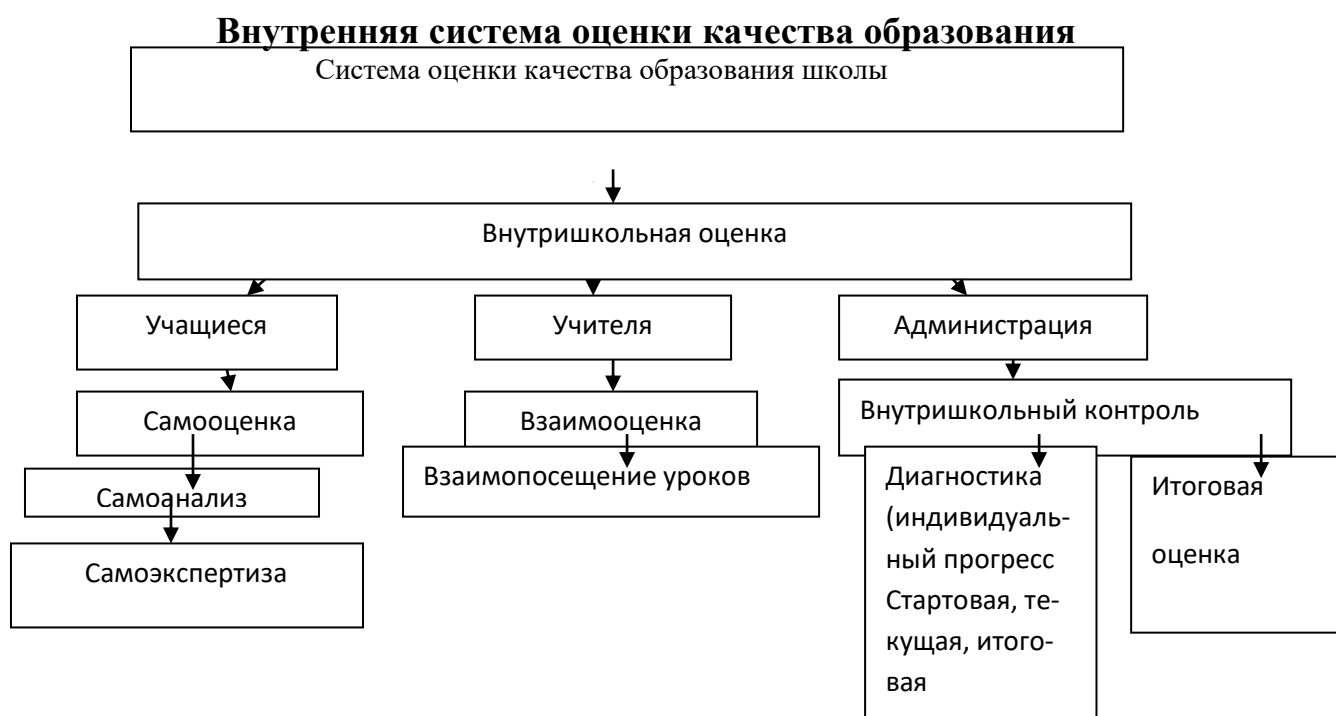 Внутренняя система оценки качества образования
Система оценки качества образования школы
Внутришкольная оценка
Учащиеся
Учителя
Администрация
Самооценка
Взаимооценка
Внутришкольный контроль
Самоанализ
Взаимопосещение уроков
Самоэкспертиза
Диагностика
(индивидуаль-
ный прогресс
Стартовая, те-
кущая, итого-
вая
Итоговая
оценка